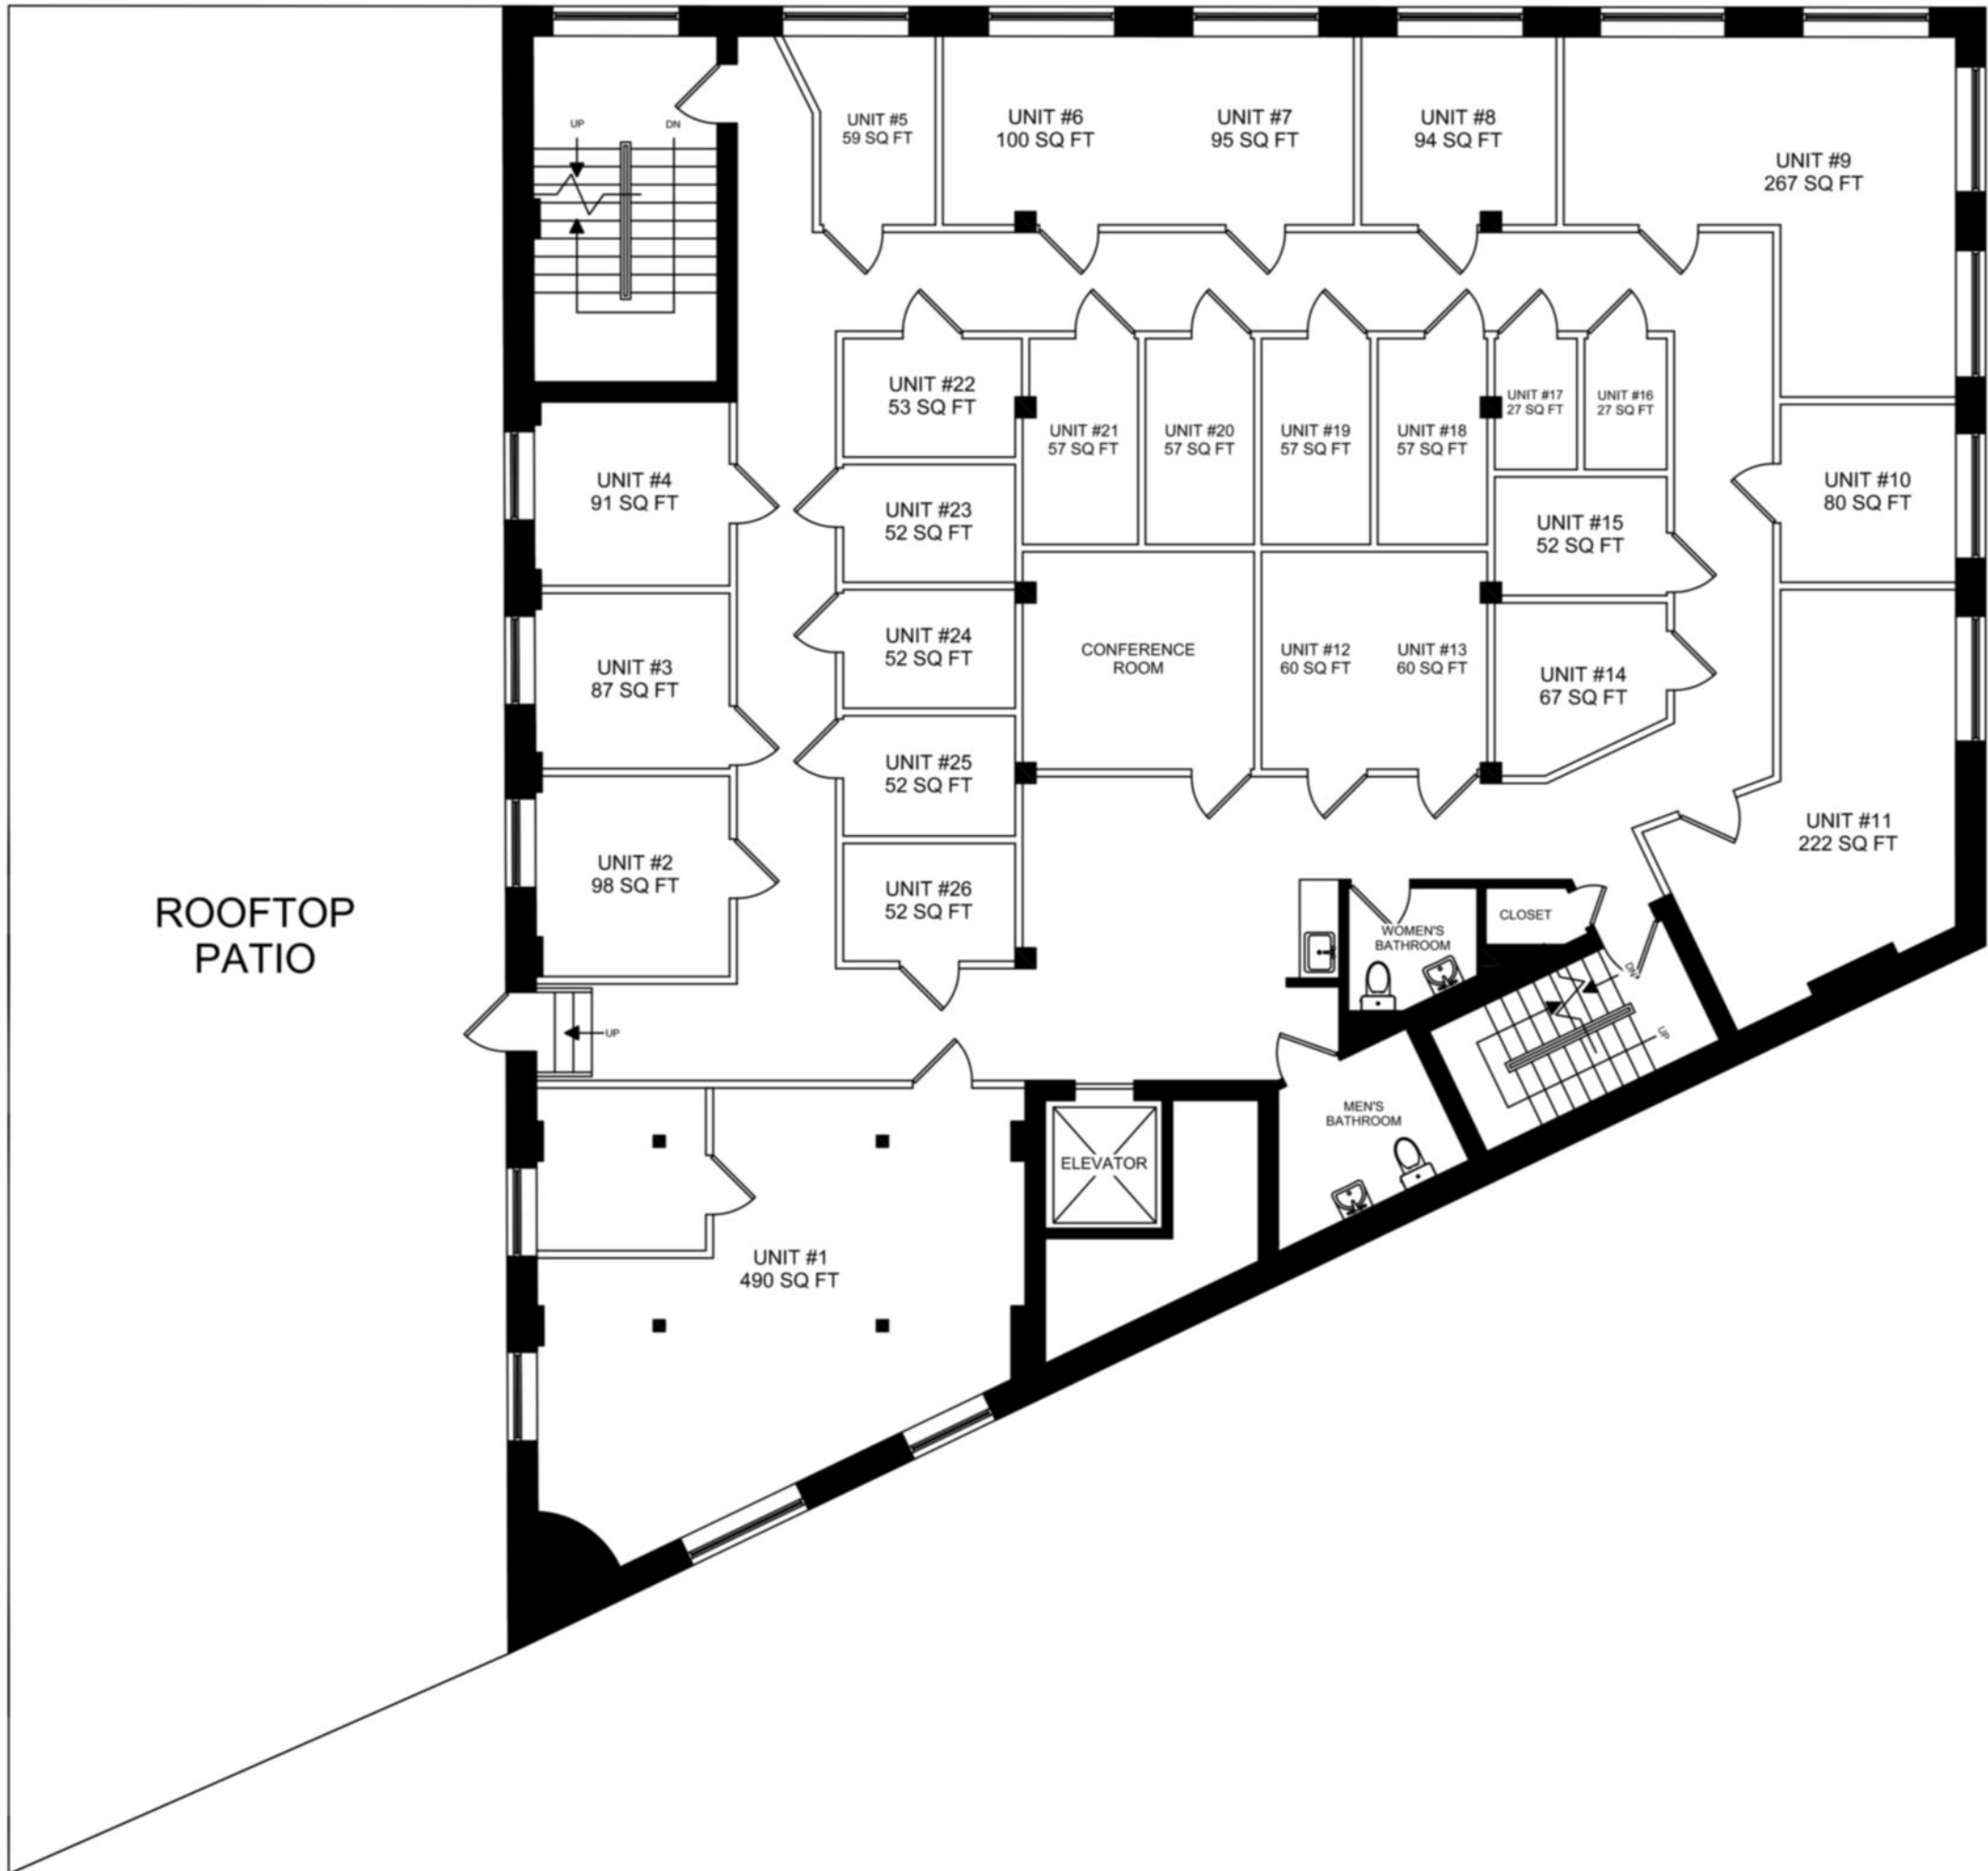 UP
DN
UNIT #5
59 SQ FT
UNIT #6
100 SQ FT
UNIT #7
95 SQ FT
UNIT #8
94 SQ FT
UNIT #9
267 SQ FT
UNIT #22
53 SQ FT
UNIT #21
57 SQ FT
UNIT #20
57 SQ FT
UNIT #19
57 SQ FT
UNIT #18
57 SQ FT
UNIT #17
27 SQ FT
UNIT #16
27 SQ FT
UNIT #4
91 SQ FT
UNIT #23
52 SQ FT
UNIT #15
52 SQ FT
UNIT #10
80 SQ FT
UNIT #3
87 SQ FT
UNIT #24
52 SQ FT
CONFERENCE
ROOM
UNIT #12
60 SQ FT
UNIT #13
60 SQ FT
UNIT #14
67 SQ FT
UNIT #25
52 SQ FT
UNIT #11
222 SQ FT
UNIT #2
98 SQ FT
UNIT #26
52 SQ FT
ROOFTOP
PATIO
WOMEN'S
BATHROOM
CLOSET
DN
UP
UP
MEN'S
BATHROOM
ELEVATOR
UNIT #1
490 SQ FT